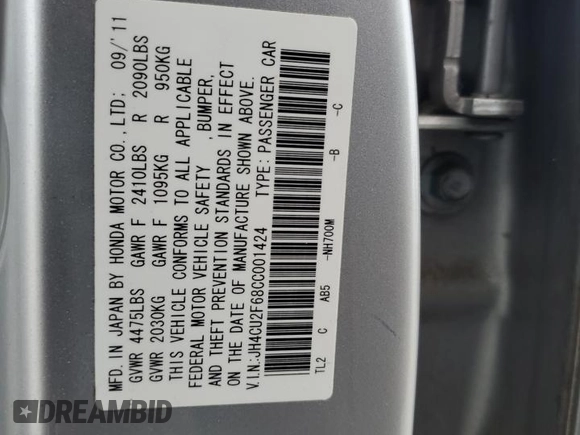 MFD. IN JAPAN BY HONDA MOTOR CO., LTD; 09/'11
GVWR 4475LBS GAWR F 2410LBS R 2090LBS
GVWR 2030KG GAWR F 1095KG R 950KG
THIS VEHICLE CONFORMS TO ALL APPLICABLE
FEDERAL MOTOR VEHICLE SAFETY ,BUMPER,
AND THEFT PREVENTION STANDARDS IN EFFECT
ON THE DATE OF MANUFACTURE SHOWN ABOVE.
V.I.N.:JH4CU2F68CC001424 TYPE: PASSENGER CAR
TL2 C AB5 -NH700M -B -C
DREAMBID